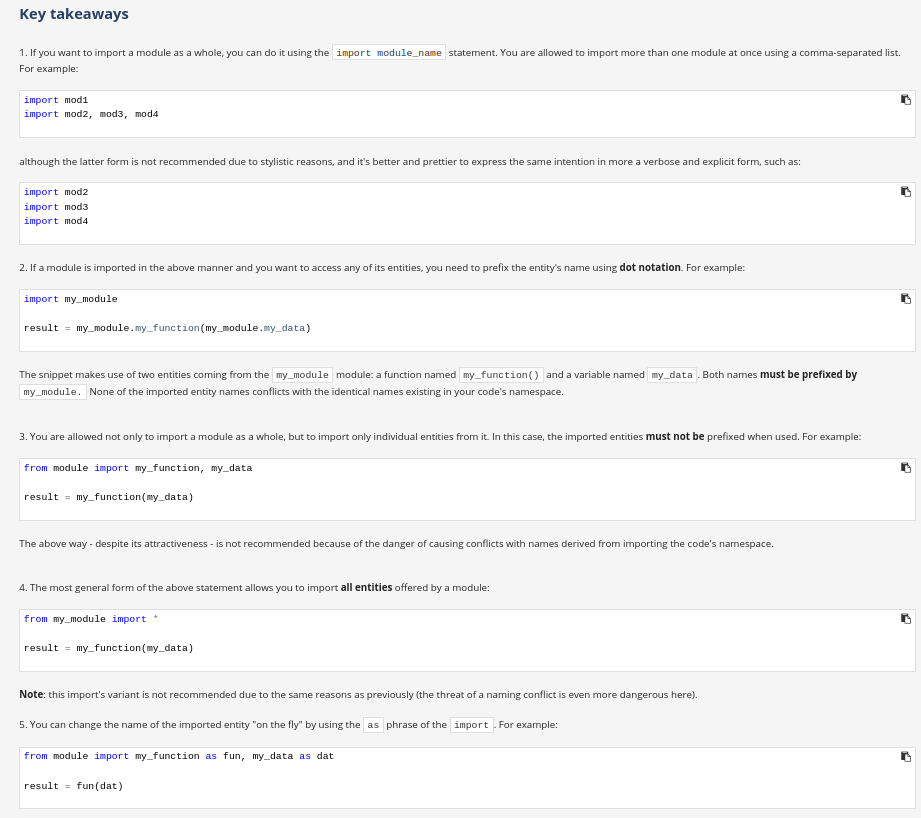 Key takeaways
1. If you want to import a module as a whole, you can do it using the import module_name statement. You are allowed to import more than one module at once using a comma-separated list.
For example:
import mod1
import mod2, mod3, mod4
although the latter form is not recommended due to stylistic reasons, and it's better and prettier to express the same intention in more a verbose and explicit form, such as:
import mod2
import mod3
import mod4
2. If a module is imported in the above manner and you want to access any of its entities, you need to prefix the entity's name using dot notation. For example:
import my_module
result = my_module.my_function(my_module.my_data)
The snippet makes use of two entities coming from the my_module module: a function named my_function() and a variable named my_data. Both names must be prefixed by
my_module. None of the imported entity names conflicts with the identical names existing in your code's namespace.
3. You are allowed not only to import a module as a whole, but to import only individual entities from it. In this case, the imported entities must not be prefixed when used. For example:
from module import my_function, my_data
result = my_function(my_data)
The above way - despite its attractiveness - is not recommended because of the danger of causing conflicts with names derived from importing the code's namespace.
4. The most general form of the above statement allows you to import all entities offered by a module:
from my_module import *
result = my_function(my_data)
Note: this import's variant is not recommended due to the same reasons as previously (the threat of a naming conflict is even more dangerous here).
5. You can change the name of the imported entity "on the fly" by using the as phrase of the import. For example:
from module import my_function as fun, my_data as dat
result = fun(dat)